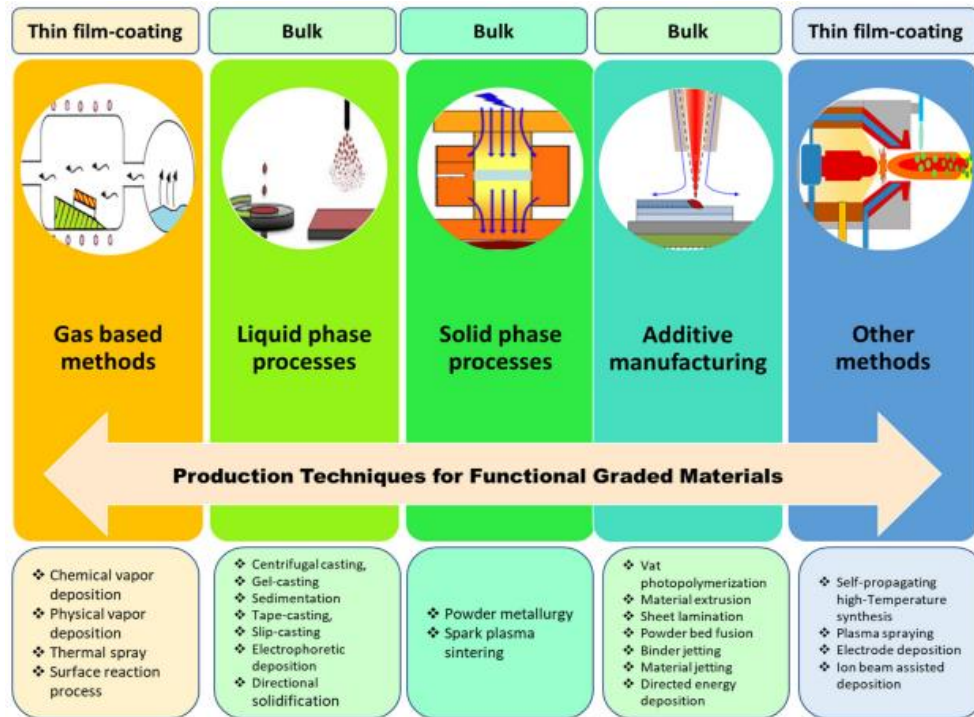 Thin film-coating
Bulk
Bulk
Bulk
Thin film-coating
Gas based
methods
Liquid phase
processes
Solid phase
processes
Additive
manufacturing
Other
methods
Production Techniques for Functional Graded Materials
❖ Chemical vapor
deposition
❖ Physical vapor
deposition
❖ Thermal spray
❖ Surface reaction
process
❖ Centrifugal casting,
❖ Gel-casting
❖ Sedimentation
❖ Tape-casting,
❖ Slip-casting
❖ Electrophoretic
deposition
❖ Directional
solidification
❖ Powder metallurgy
❖ Spark plasma
sintering
❖ Vat
photopolymerization
❖ Material extrusion
❖ Sheet lamination
❖ Powder bed fusion
❖ Binder jetting
❖ Material jetting
❖ Directed energy
deposition
❖ Self-propagating
high-Temperature
synthesis
❖ Plasma spraying
❖ Electrode deposition
❖ Ion beam assisted
deposition